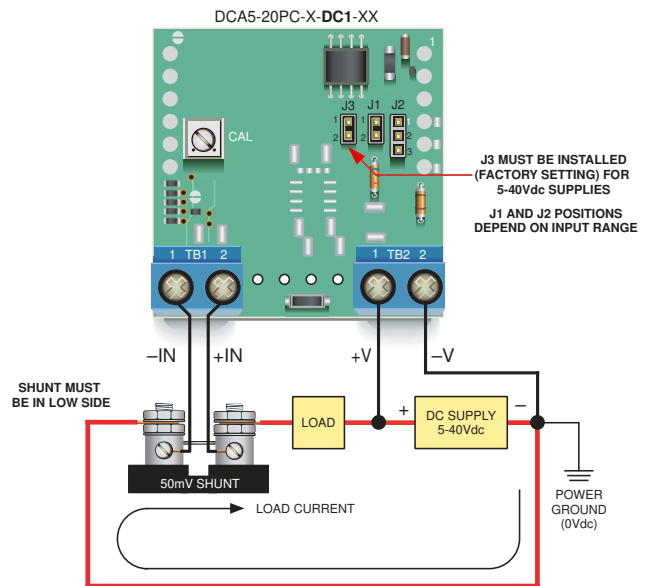 DCA5-20PC-X-DC1-XX
1
J3 J1 J2
1 1 1
2 2 2
3
CAL
J3 MUST BE INSTALLED
(FACTORY SETTING) FOR
5-40Vdc SUPPLIES
J1 AND J2 POSITIONS
DEPEND ON INPUT RANGE
1 TB1 2
1 TB2 2
–IN +IN
+V –V
SHUNT MUST
BE IN LOW SIDE
LOAD
+
DC SUPPLY
5-40Vdc
–
50mV SHUNT
LOAD CURRENT
POWER
GROUND
(0Vdc)